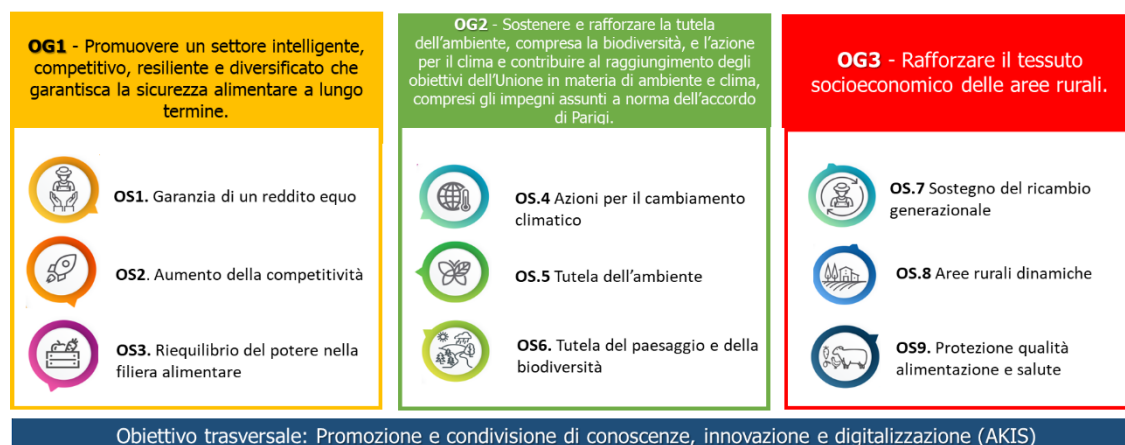 OG1 - Promuovere un settore intelligente,
competitivo, resiliente e diversificato che
garantisca la sicurezza alimentare a lungo
termine.
OS1. Garanzia di un reddito equo
OS2. Aumento della competitività
OS3. Riequilibrio del potere nella
filiera alimentare
OG2 - Sostenere e rafforzare la tutela
dell'ambiente, compresa la biodiversità, e l'azione
per il clima e contribuire al raggiungimento degli
obiettivi dell'Unione in materia di ambiente e clima,
compresi gli impegni assunti a norma dell'accordo
di Parigi.
OS.4 Azioni per il cambiamento
climatico
OS.5 Tutela dell'ambiente
OS6. Tutela del paesaggio e della
biodiversità
OG3 - Rafforzare il tessuto
socioeconomico delle aree rurali.
OS.7 Sostegno del ricambio
generazionale
OS.8 Aree rurali dinamiche
OS9. Protezione qualità
alimentazione e salute
Obiettivo trasversale: Promozione e condivisione di conoscenze, innovazione e digitalizzazione (AKIS)